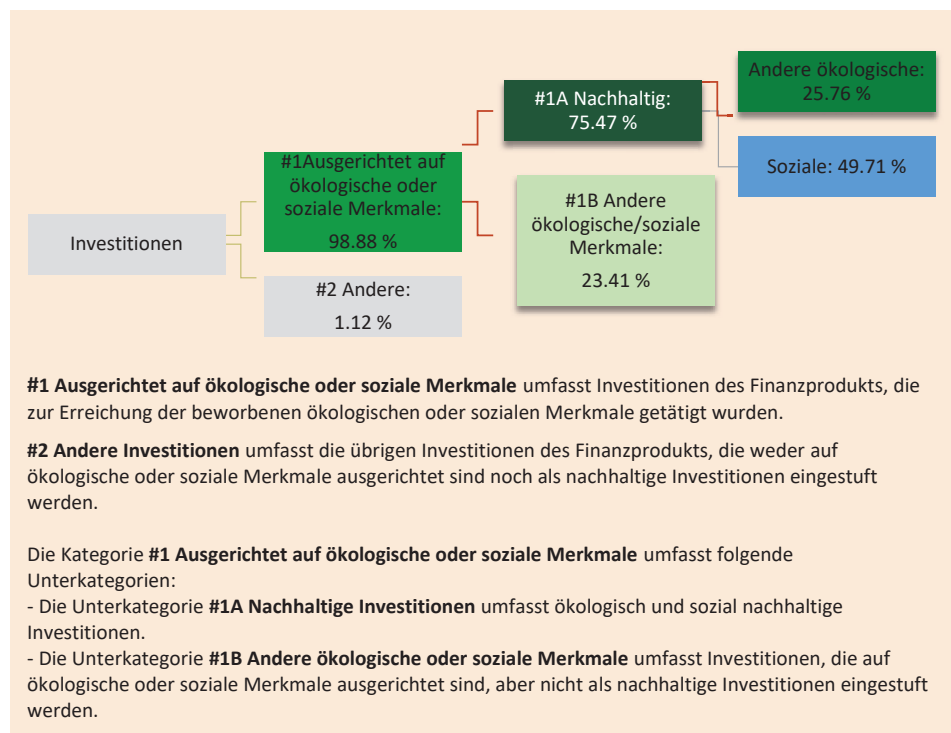 Investitionen
#1Ausgerichtet auf
ökologische oder
soziale Merkmale:
98.88 %
#2 Andere:
1.12 %
#1A Nachhaltig:
75.47 %
#1B Andere
ökologische/soziale
Merkmale:
23.41 %
Andere ökologische:
25.76 %
Soziale: 49.71 %
#1 Ausgerichtet auf ökologische oder soziale Merkmale umfasst Investitionen des Finanzprodukts, die
zur Erreichung der beworbenen ökologischen oder sozialen Merkmale getätigt wurden.
#2 Andere Investitionen umfasst die übrigen Investitionen des Finanzprodukts, die weder auf
ökologische oder soziale Merkmale ausgerichtet sind noch als nachhaltige Investitionen eingestuft
werden.
Die Kategorie #1 Ausgerichtet auf ökologische oder soziale Merkmale umfasst folgende
Unterkategorien:
- Die Unterkategorie #1A Nachhaltige Investitionen umfasst ökologisch und sozial nachhaltige
Investitionen.
- Die Unterkategorie #1B Andere ökologische oder soziale Merkmale umfasst Investitionen, die auf
ökologische oder soziale Merkmale ausgerichtet sind, aber nicht als nachhaltige Investitionen eingestuft
werden.